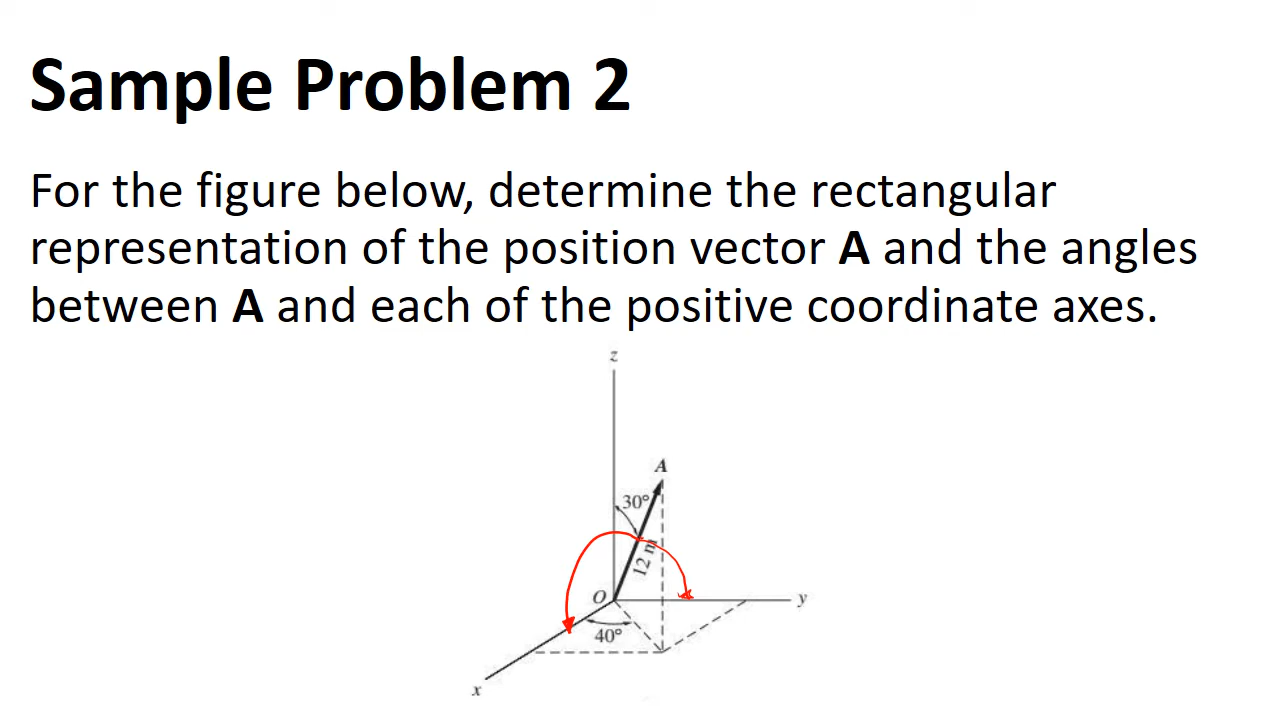 Sample Problem 2
For the figure below, determine the rectangular
representation of the position vector A and the angles
between A and each of the positive coordinate axes.
z
A
30°
12 m
O
y
40°
x